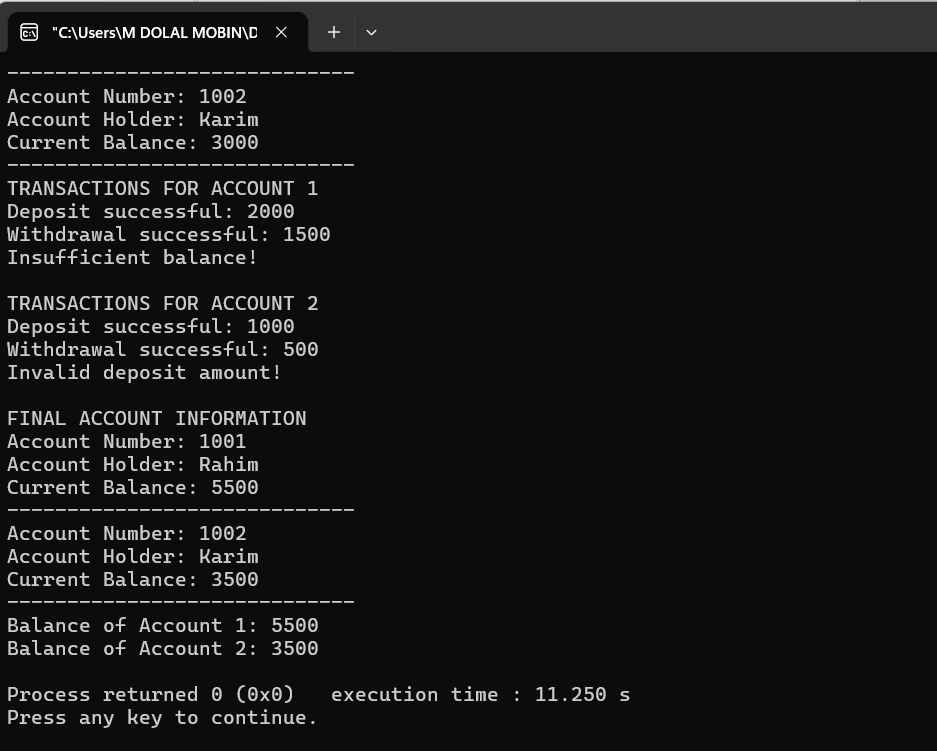 "C:\Users\M DOLAL MOBIN\D
----------------------------
Account Number: 1002
Account Holder: Karim
Current Balance: 3000
----------------------------
TRANSACTIONS FOR ACCOUNT 1
Deposit successful: 2000
Withdrawal successful: 1500
Insufficient balance!

TRANSACTIONS FOR ACCOUNT 2
Deposit successful: 1000
Withdrawal successful: 500
Invalid deposit amount!

FINAL ACCOUNT INFORMATION
Account Number: 1001
Account Holder: Rahim
Current Balance: 5500
----------------------------
Account Number: 1002
Account Holder: Karim
Current Balance: 3500
----------------------------
Balance of Account 1: 5500
Balance of Account 2: 3500

Process returned 0 (0x0)   execution time : 11.250 s
Press any key to continue.